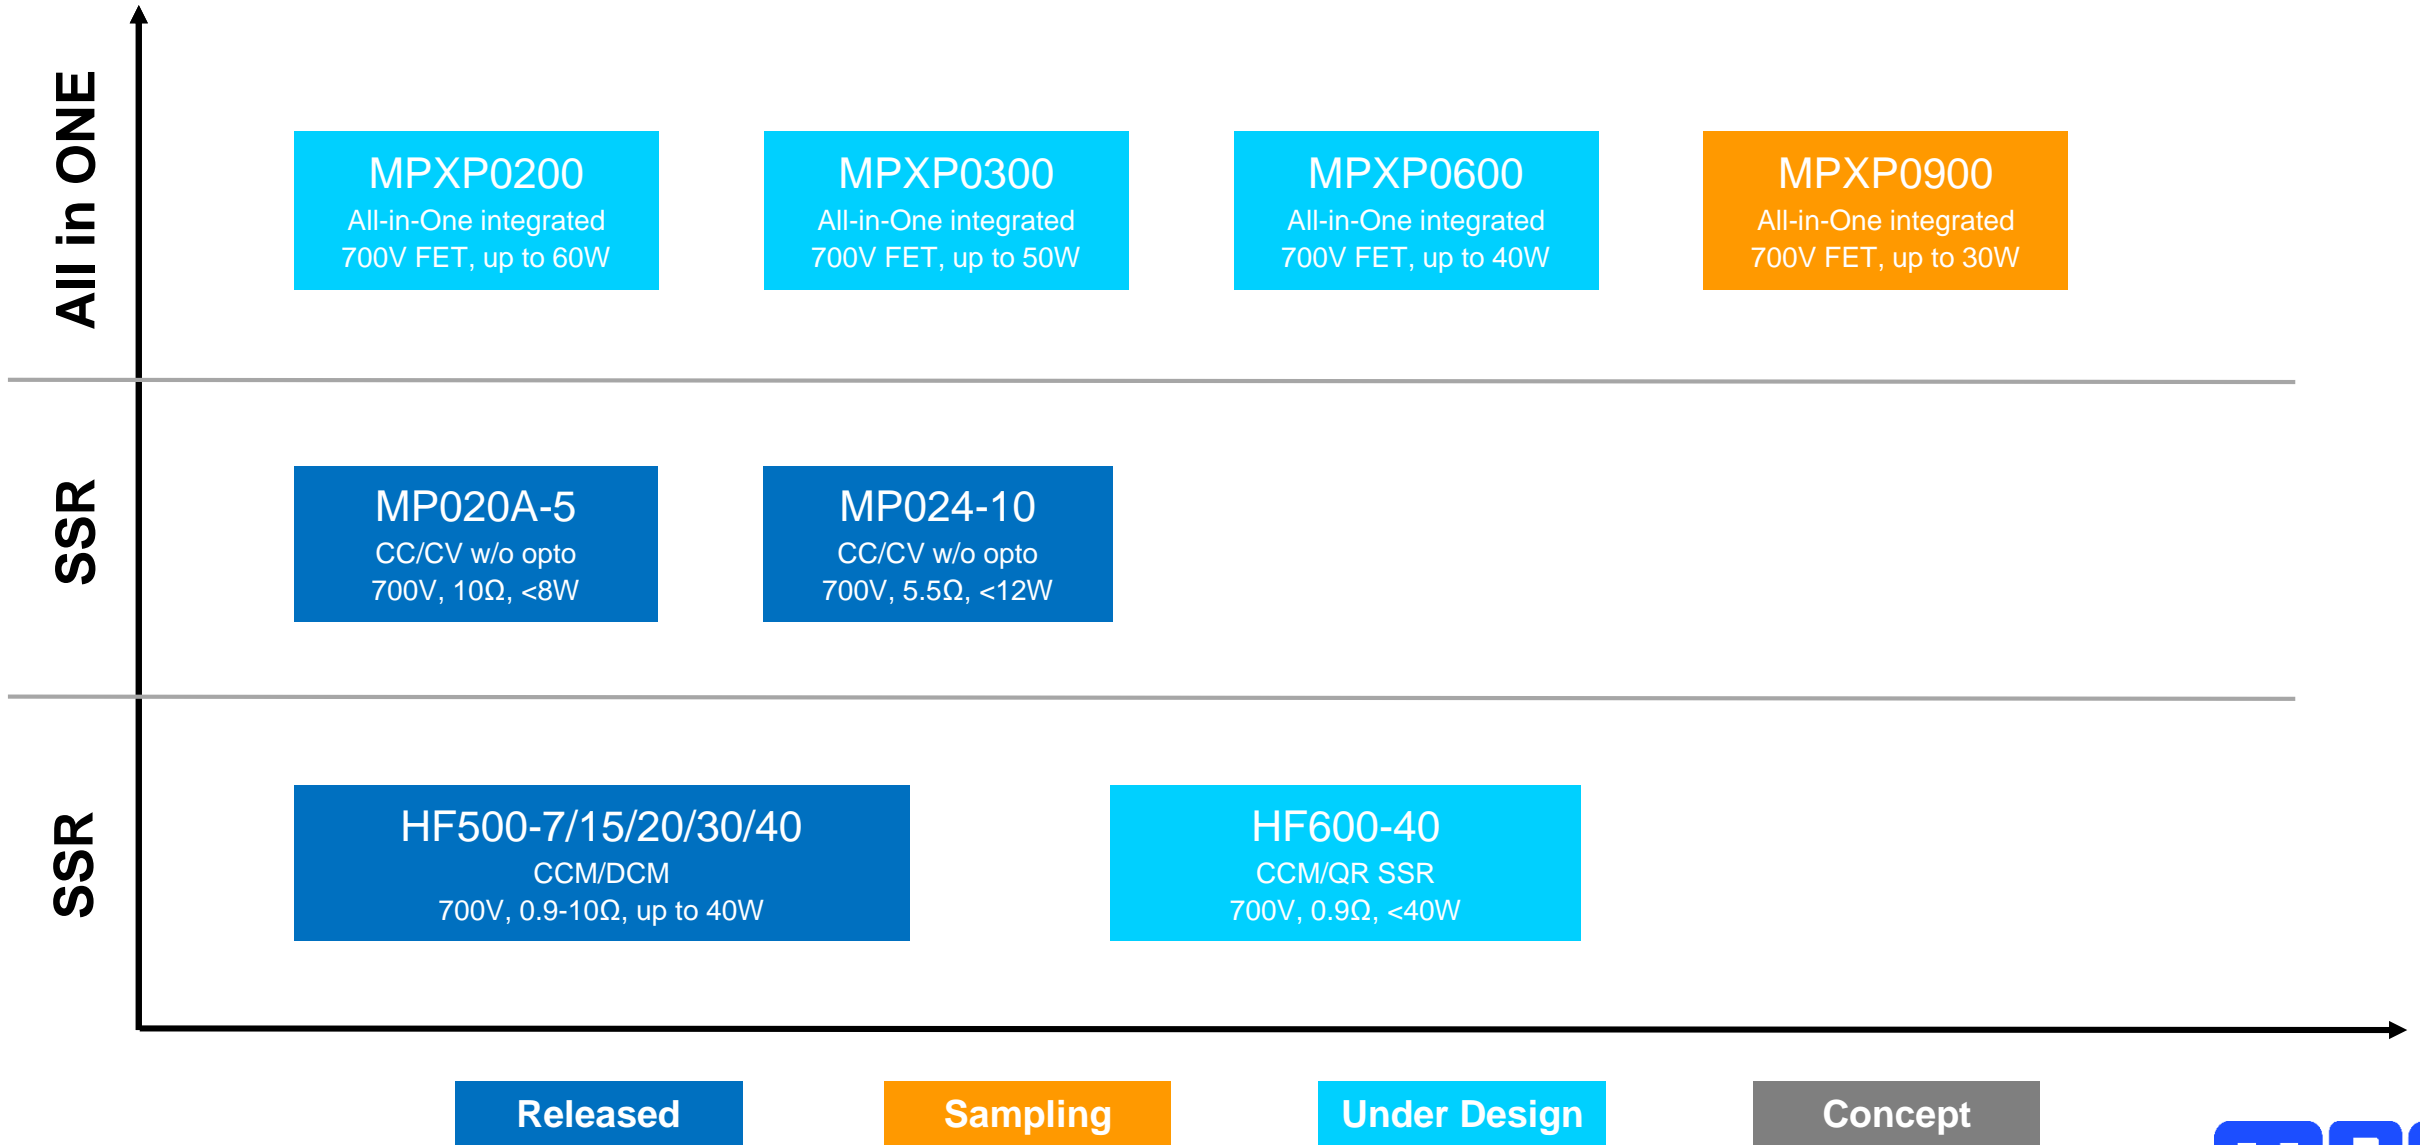 All in ONE
MPXP0200
All-in-One integrated
700V FET, up to 60W
MPXP0300
All-in-One integrated
700V FET, up to 50W
MPXP0600
All-in-One integrated
700V FET, up to 40W
MPXP0900
All-in-One integrated
700V FET, up to 30W
SSR
MP020A-5
CC/CV w/o opto
700V, 10Ω, <8W
MP024-10
CC/CV w/o opto
700V, 5.5Ω, <12W
SSR
HF500-7/15/20/30/40
CCM/DCM
700V, 0.9-10Ω, up to 40W
HF600-40
CCM/QR SSR
700V, 0.9Ω, <40W
Released
Sampling
Under Design
Concept